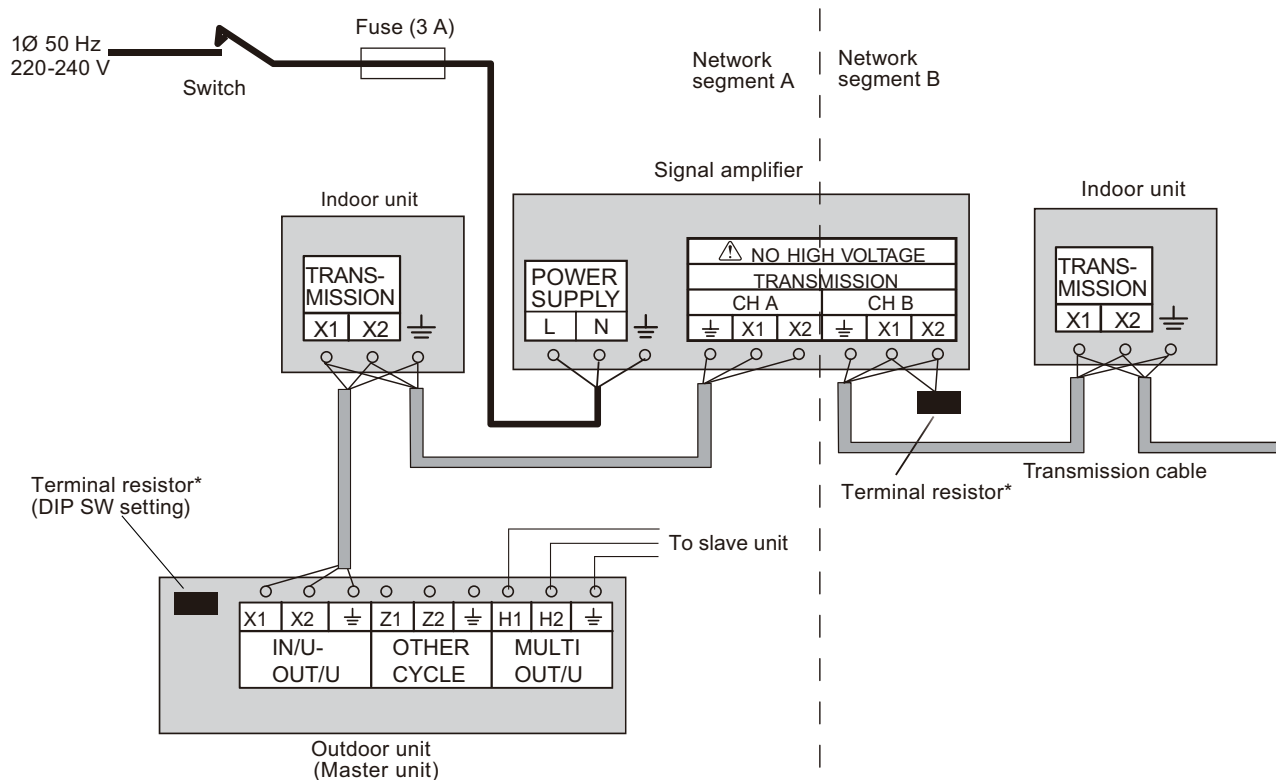 1Ø 50 Hz
220-240 V
Switch
Fuse (3 A)
Network
segment A
Network
segment B
Signal amplifier
Indoor unit
TRANS-
MISSION
X1 X2 ⏚
POWER
SUPPLY
L N ⏚
⚠ NO HIGH VOLTAGE
TRANSMISSION
CH A CH B
⏚ X1 X2 ⏚ X1 X2
Indoor unit
TRANS-
MISSION
X1 X2 ⏚
Terminal resistor*
(DIP SW setting)
Terminal resistor*
Transmission cable
To slave unit
X1 X2 ⏚ Z1 Z2 ⏚ H1 H2 ⏚
IN/U-
OUT/U
OTHER
CYCLE
MULTI
OUT/U
Outdoor unit
(Master unit)